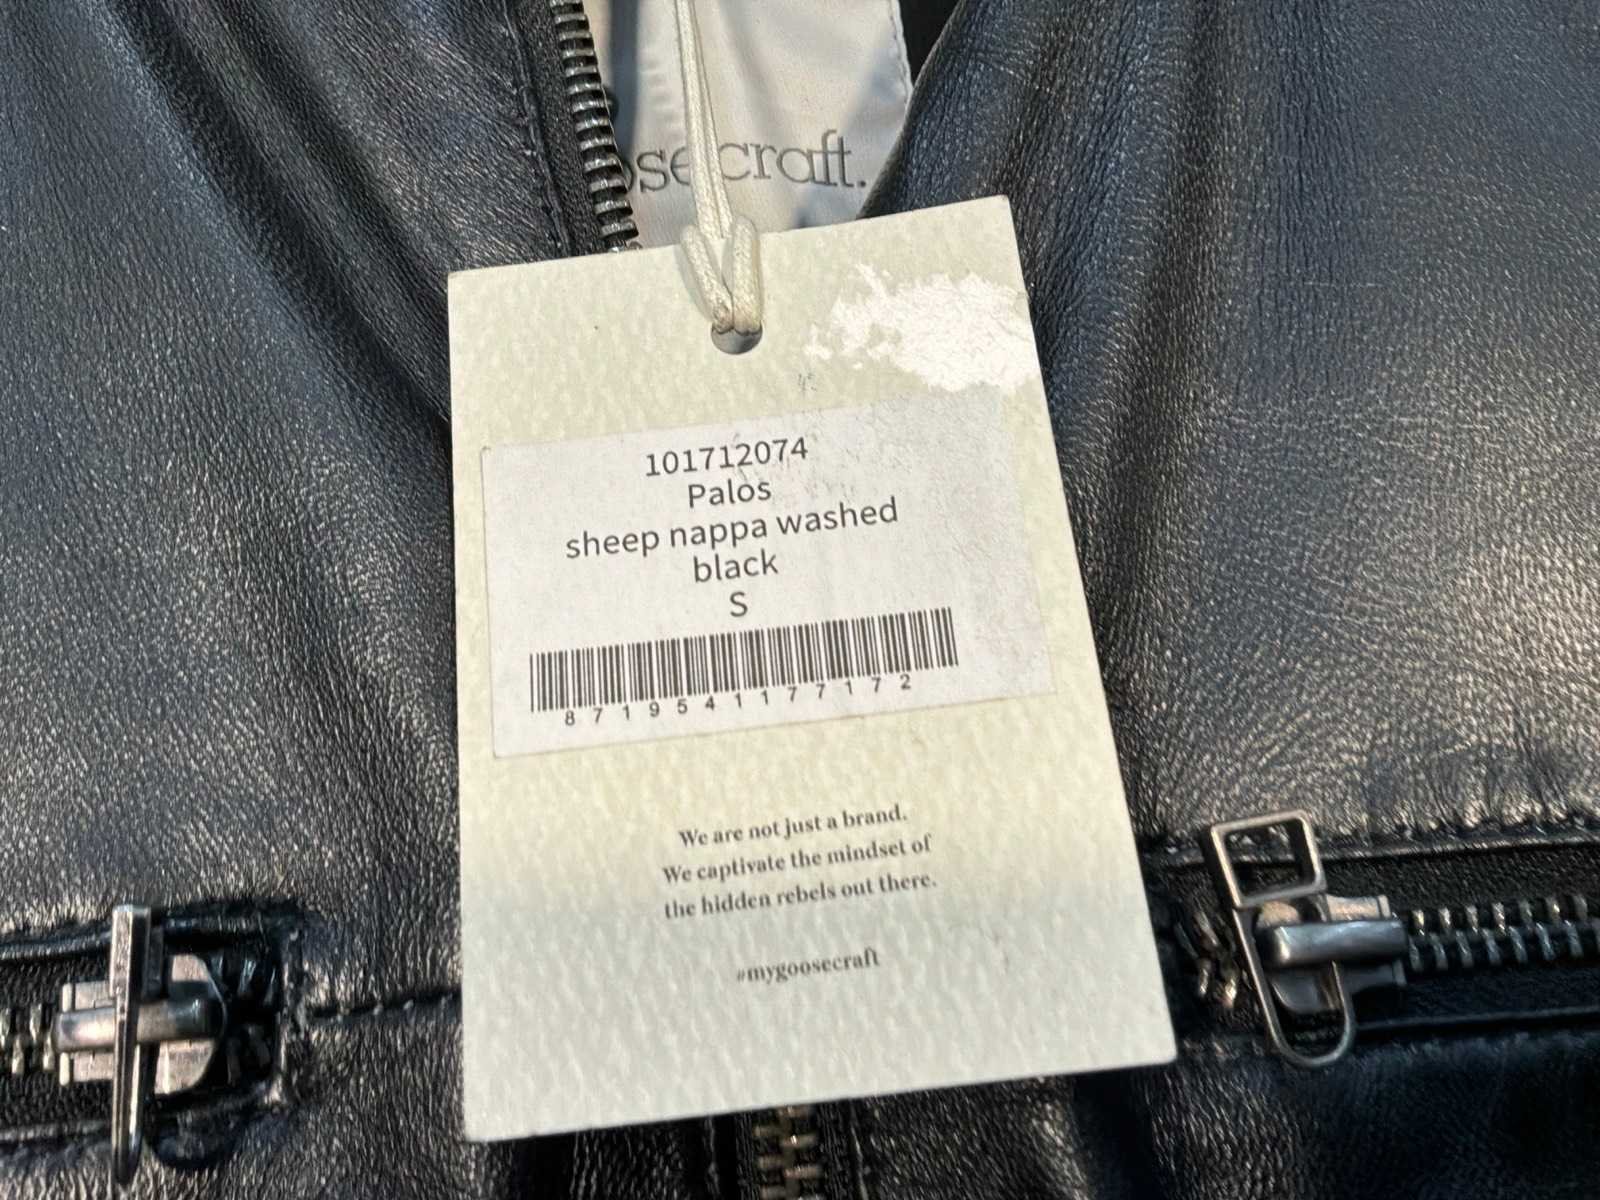 osecraft.
101712074
Palos
sheep nappa washed
black
S
8719541177172
We are not just a brand.
We captivate the mindset of
the hidden rebels out there.
#mygoosecraft